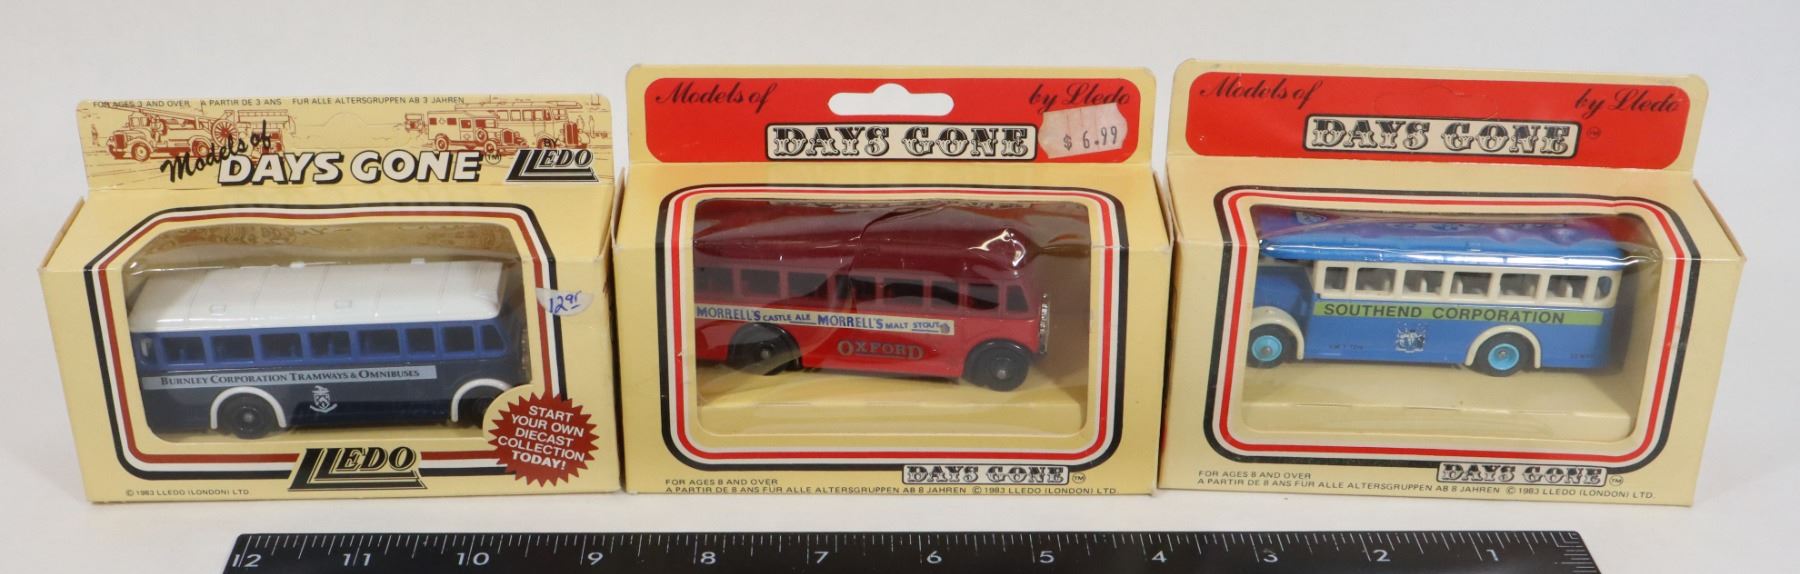 FOR AGES 3 AND OVER A PARTIR DE 3 ANS FUR ALLE ALTERSGRUPPEN AB 3 JAHREN
Models of
DAYS GONE™
BY
LLEDO
12.95
BURNLEY CORPORATION TRAMWAYS & OMNIBUSES
START
YOUR OWN
DIECAST
COLLECTION
TODAY!
LLEDO
©1983 LLEDO (LONDON) LTD.
Models of
by Lledo
DAYS GONE
$ 6.99
MORRELL'S CASTLE ALE MORRELL'S MALT STOUT
OXFORD
DAYS GONE™
FOR AGES 8 AND OVER
A PARTIR DE 8 ANS FUR ALLE ALTERSGRUPPEN AB 8 JAHREN ©1983 LLEDO (LONDON) LTD.
Models of
by Lledo
DAYS GONE™
SOUTHEND CORPORATION
DAYS GONE™
FOR AGES 8 AND OVER
A PARTIR DE 8 ANS FUR ALLE ALTERSGRUPPEN AB 8 JAHREN ©1983 LLEDO (LONDON) LTD.
12 11 10 9 8 7 6 5 4 3 2 1